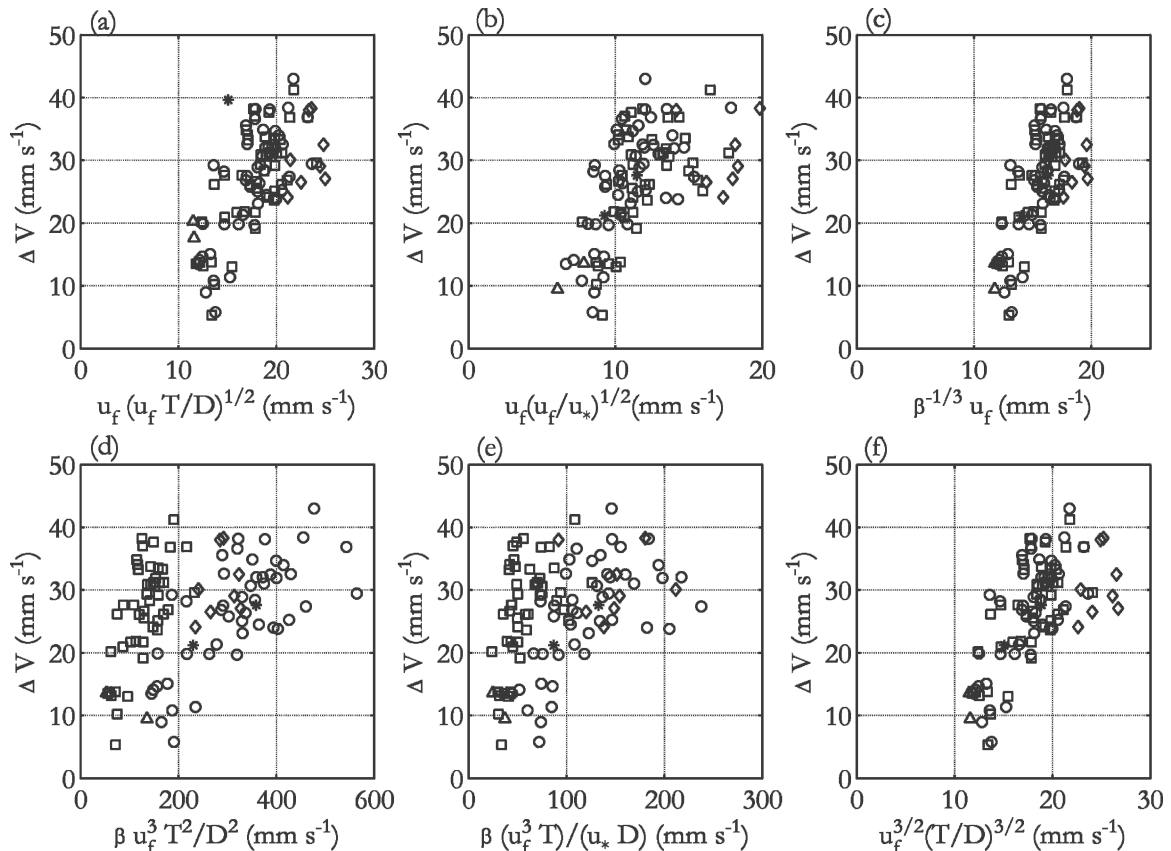 (a) (b) (c)
50 50 50
40 40 40
30 30 30
20 20 20
10 10 10
0 0 0
Δ V (mm s⁻¹) Δ V (mm s⁻¹) Δ V (mm s⁻¹)
0 10 20 30 0 10 20 0 10 20
u_f (u_f T/D)^1/2 (mm s⁻¹) u_f(u_f/u_*)^1/2(mm s⁻¹) β^-1/3 u_f (mm s⁻¹)
(d) (e) (f)
50 50 50
40 40 40
30 30 30
20 20 20
10 10 10
0 0 0
Δ V (mm s⁻¹) Δ V (mm s⁻¹) Δ V (mm s⁻¹)
0 200 400 600 0 100 200 300 0 10 20 30
β u_f^3 T²/D² (mm s⁻¹) β (u_f^3 T)/(u_* D) (mm s⁻¹) u_f^3/2(T/D)^3/2 (mm s⁻¹)